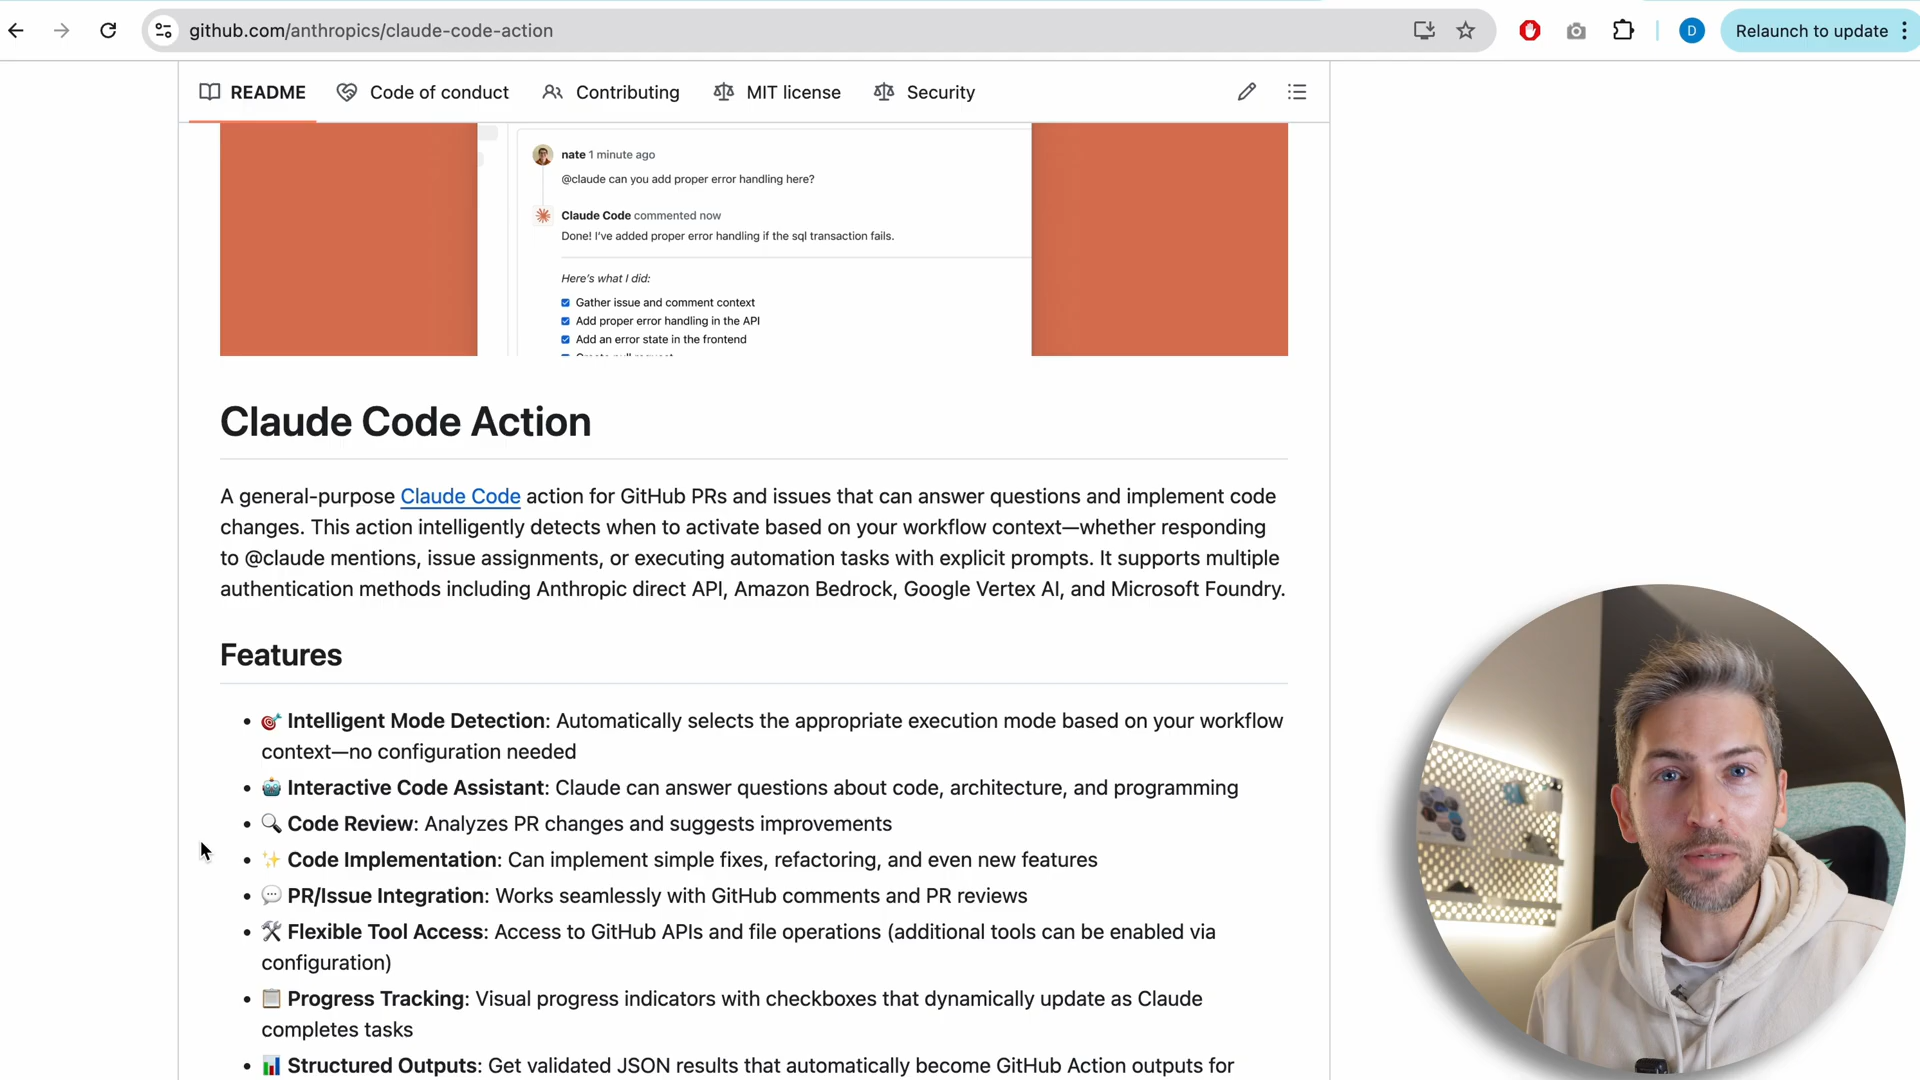 github.com/anthropics/claude-code-action
D
Relaunch to update
README
Code of conduct
Contributing
MIT license
Security
nate 1 minute ago
@claude can you add proper error handling here?
Claude Code commented now
Done! I've added proper error handling if the sql transaction fails.
Here's what I did:
Gather issue and comment context
Add proper error handling in the API
Add an error state in the frontend
Claude Code Action
A general-purpose Claude Code action for GitHub PRs and issues that can answer questions and implement code
changes. This action intelligently detects when to activate based on your workflow context—whether responding
to @claude mentions, issue assignments, or executing automation tasks with explicit prompts. It supports multiple
authentication methods including Anthropic direct API, Amazon Bedrock, Google Vertex AI, and Microsoft Foundry.
Features
• 🎯 Intelligent Mode Detection: Automatically selects the appropriate execution mode based on your workflow
context—no configuration needed
• 🤖 Interactive Code Assistant: Claude can answer questions about code, architecture, and programming
• 🔍 Code Review: Analyzes PR changes and suggests improvements
• ✨ Code Implementation: Can implement simple fixes, refactoring, and even new features
• 💬 PR/Issue Integration: Works seamlessly with GitHub comments and PR reviews
• 🛠️ Flexible Tool Access: Access to GitHub APIs and file operations (additional tools can be enabled via
configuration)
• 📋 Progress Tracking: Visual progress indicators with checkboxes that dynamically update as Claude
completes tasks
• 📊 Structured Outputs: Get validated JSON results that automatically become GitHub Action outputs for